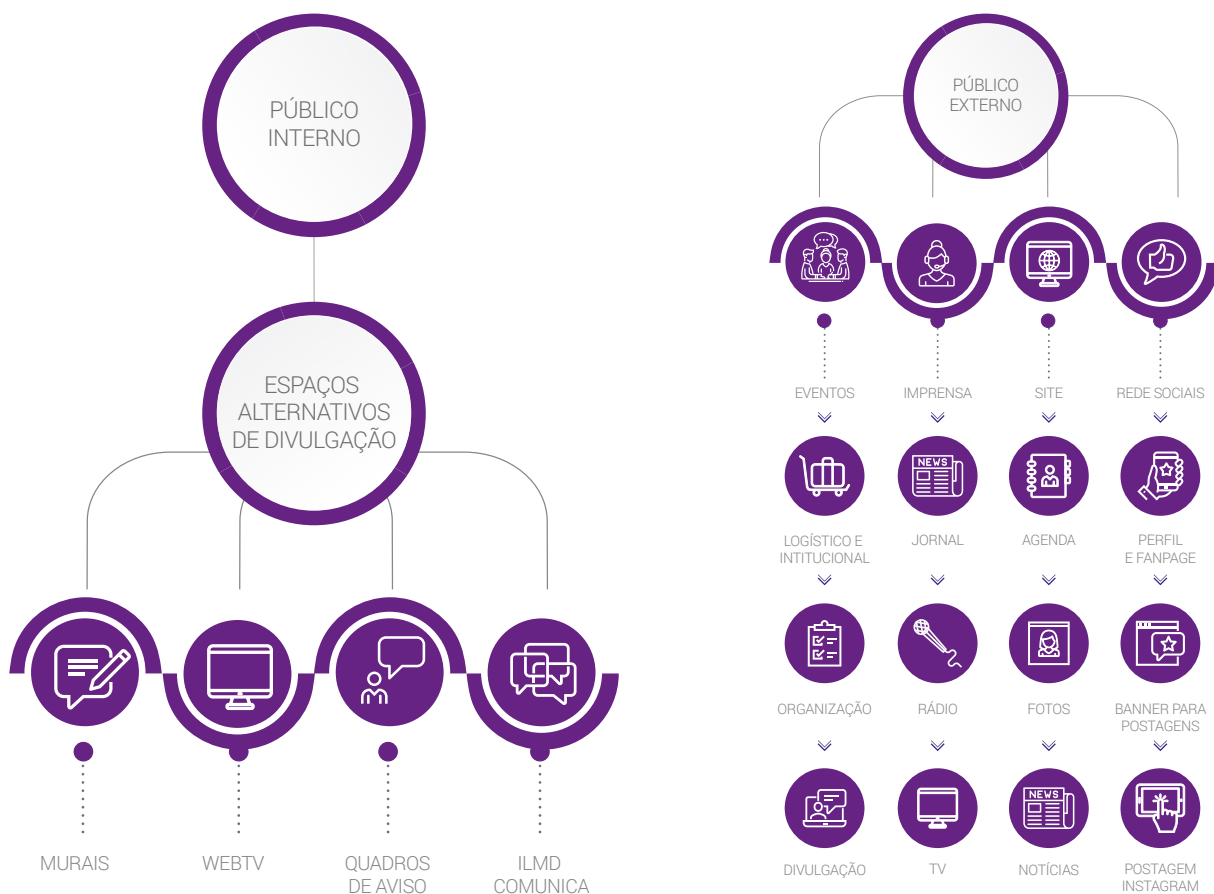 PÚBLICO
INTERNO
ESPAÇOS
ALTERNATIVOS
DE DIVULGAÇÃO
MURAIS
WEBTV
QUADROS
DE AVISO
ILMD
COMUNICA
PÚBLICO
EXTERNO
EVENTOS
IMPRENSA
SITE
REDE SOCIAIS
LOGÍSTICO E
INTITUCIONAL
NEWS
JORNAL
AGENDA
PERFIL
E FANPAGE
ORGANIZAÇÃO
RÁDIO
FOTOS
BANNER PARA
POSTAGENS
DIVULGAÇÃO
TV
NEWS
NOTÍCIAS
POSTAGEM
INSTAGRAM